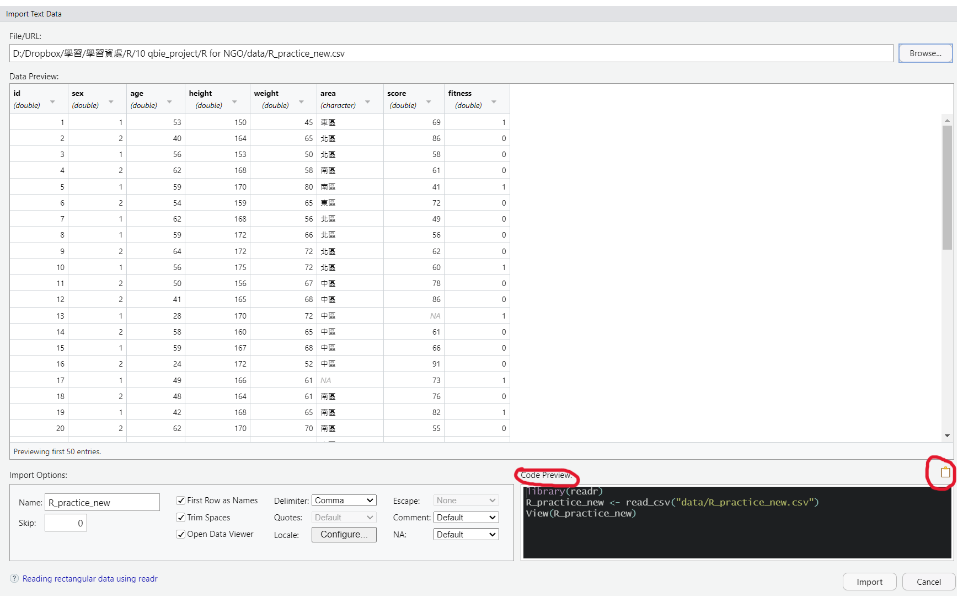 Import Text Data
File/URL:
D:/Dropbox/學習/學習資源/R/10 qbie_project/R for NGO/data/R_practice_new.csv
Browse...
Data Preview:
id sex age height weight area score fitness
(double) (double) (double) (double) (double) (character) (double) (double)
1 1 53 150 45 東區 69 1
2 2 40 164 65 北區 86 0
3 1 56 153 50 北區 58 0
4 2 62 168 58 南區 61 0
5 1 59 170 80 南區 41 1
6 2 54 159 65 東區 72 0
7 1 62 168 56 北區 49 0
8 1 59 172 66 北區 56 0
9 2 64 172 72 北區 62 0
10 1 56 175 72 北區 60 1
11 2 50 156 67 中區 78 0
12 2 41 165 68 中區 86 0
13 1 28 170 72 中區 NA 1
14 2 58 160 65 中區 61 0
15 1 59 167 68 中區 66 0
16 2 24 172 52 中區 91 0
17 1 49 166 61 NA 73 1
18 2 48 164 61 南區 76 0
19 1 42 168 65 南區 82 1
20 2 62 170 70 南區 55 0
Previewing first 50 entries.
Import Options:
Name: R_practice_new
Skip: 0
First Row as Names
Trim Spaces
Open Data Viewer
Delimiter: Comma
Quotes: Default
Locale: Configure...
Escape: None
Comment: Default
NA: Default
Code Preview:
library(readr)
R_practice_new <- read_csv("data/R_practice_new.csv")
View(R_practice_new)
? Reading rectangular data using readr
Import
Cancel